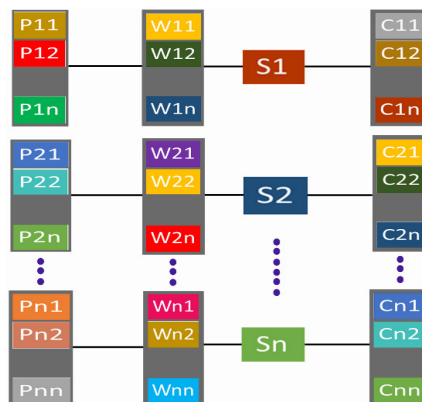 P11 W11 C11
P12 W12 S1 C12
P1n W1n C1n
P21 W21 C21
P22 W22 S2 C22
P2n W2n C2n
Pn1 Wn1 Cn1
Pn2 Wn2 Sn Cn2
Pnn Wnn Cnn